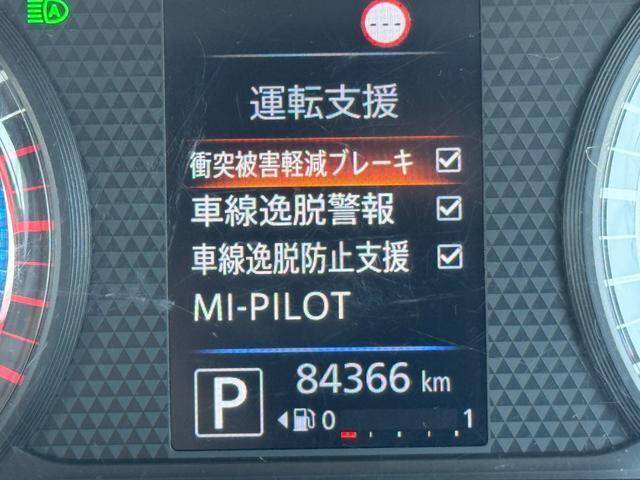 運転支援
衝突被害軽減ブレーキ
車線逸脱警報
車線逸脱防止支援
MI-PILOT
P 84366 km
0 1